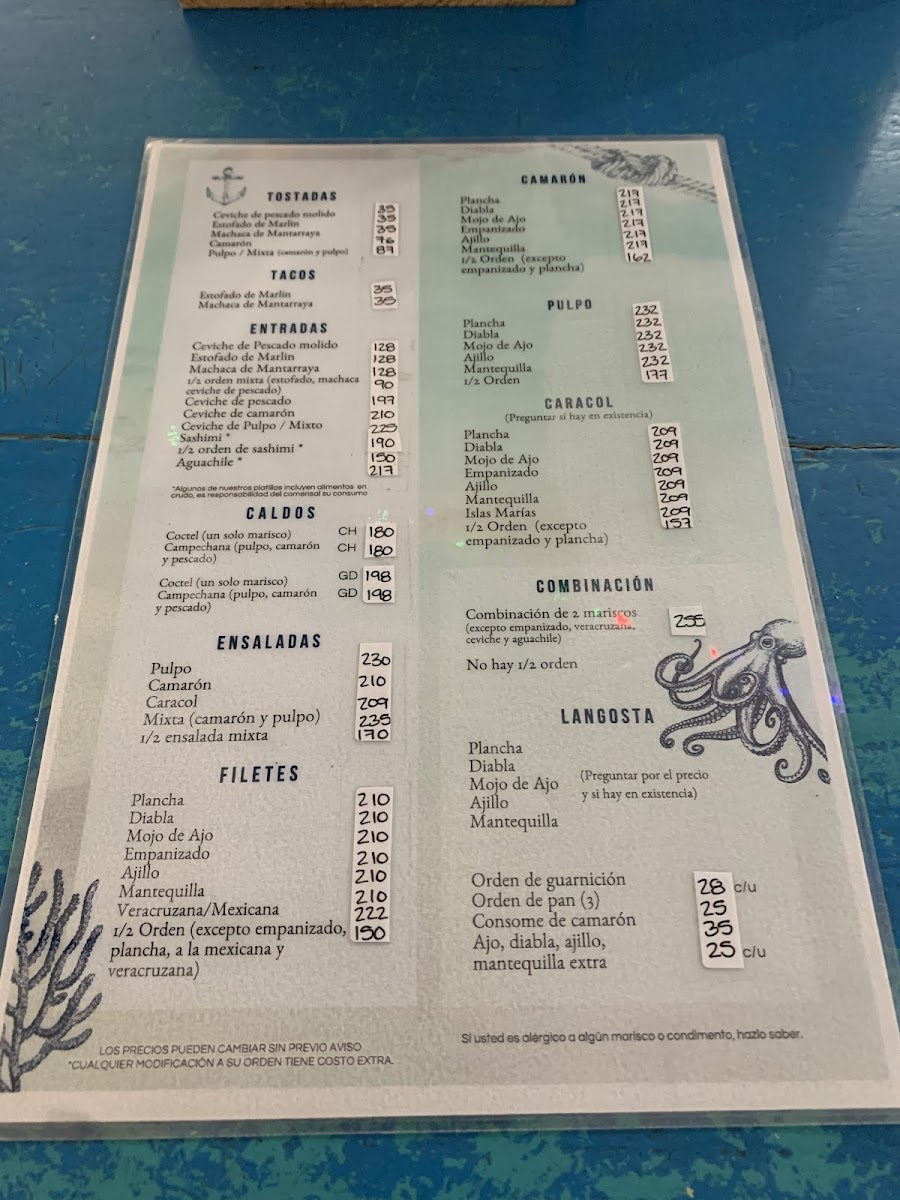 TOSTADAS
Ceviche de pescado molido 35
Estofado de Marlin 35
Machaca de Mantarraya 35
Camarón 76
Pulpo / Mixta (camarón y pulpo) 87
TACOS
Estofado de Marlin 35
Machaca de Mantarraya 35
ENTRADAS
Ceviche de Pescado molido 128
Estofado de Marlin 128
Machaca de Mantarraya 128
1/2 orden mixta (estofado, machaca 90
ceviche de pescado)
Ceviche de pescado 197
Ceviche de camarón 210
Ceviche de Pulpo / Mixto 225
Sashimi * 190
1/2 orden de sashimi * 150
Aguachile * 217
*Algunos de nuestros platillos incluyen alimentos en
crudo, es responsabilidad del comensal su consumo
CALDOS
Coctel (un solo marisco) CH 180
Campechana (pulpo, camarón CH 180
y pescado)
Coctel (un solo marisco) GD 198
Campechana (pulpo, camarón GD 198
y pescado)
ENSALADAS
Pulpo 230
Camarón 210
Caracol 209
Mixta (camarón y pulpo) 235
1/2 ensalada mixta 170
FILETES
Plancha 210
Diabla 210
Mojo de Ajo 210
Empanizado 210
Ajillo 210
Mantequilla 210
Veracruzana/Mexicana 222
1/2 Orden (excepto empanizado, 150
plancha, a la mexicana y
veracruzana)
LOS PRECIOS PUEDEN CAMBIAR SIN PREVIO AVISO
*CUALQUIER MODIFICACIÓN A SU ORDEN TIENE COSTO EXTRA.
CAMARÓN
Plancha 217
Diabla 217
Mojo de Ajo 217
Empanizado 217
Ajillo 217
Mantequilla 217
1/2 Orden (excepto 162
empanizado y plancha)
PULPO
Plancha 232
Diabla 232
Mojo de Ajo 232
Ajillo 232
Mantequilla 232
1/2 Orden 177
CARACOL
(Preguntar si hay en existencia)
Plancha 209
Diabla 209
Mojo de Ajo 209
Empanizado 209
Ajillo 209
Mantequilla 209
Islas Marías 209
1/2 Orden (excepto 157
empanizado y plancha)
COMBINACIÓN
Combinación de 2 mariscos 255
(excepto empanizado, veracruzana,
ceviche y aguachile)
No hay 1/2 orden
LANGOSTA
Plancha
Diabla
Mojo de Ajo (Preguntar por el precio
Ajillo y si hay en existencia)
Mantequilla
Orden de guarnición 28 c/u
Orden de pan (3) 25
Consome de camarón 35
Ajo, diabla, ajillo, 25 c/u
mantequilla extra
Si usted es alérgico a algún marisco o condimento, hazlo saber.